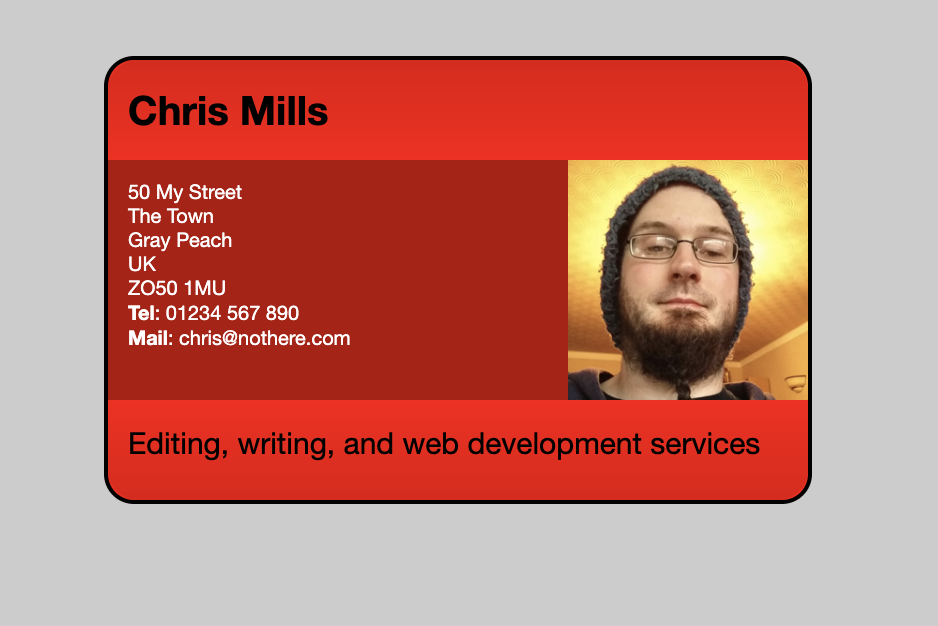 Chris Mills
50 My Street
The Town
Gray Peach
UK
ZO50 1MU
Tel: 01234 567 890
Mail: chris@nothere.com
Editing, writing, and web development services